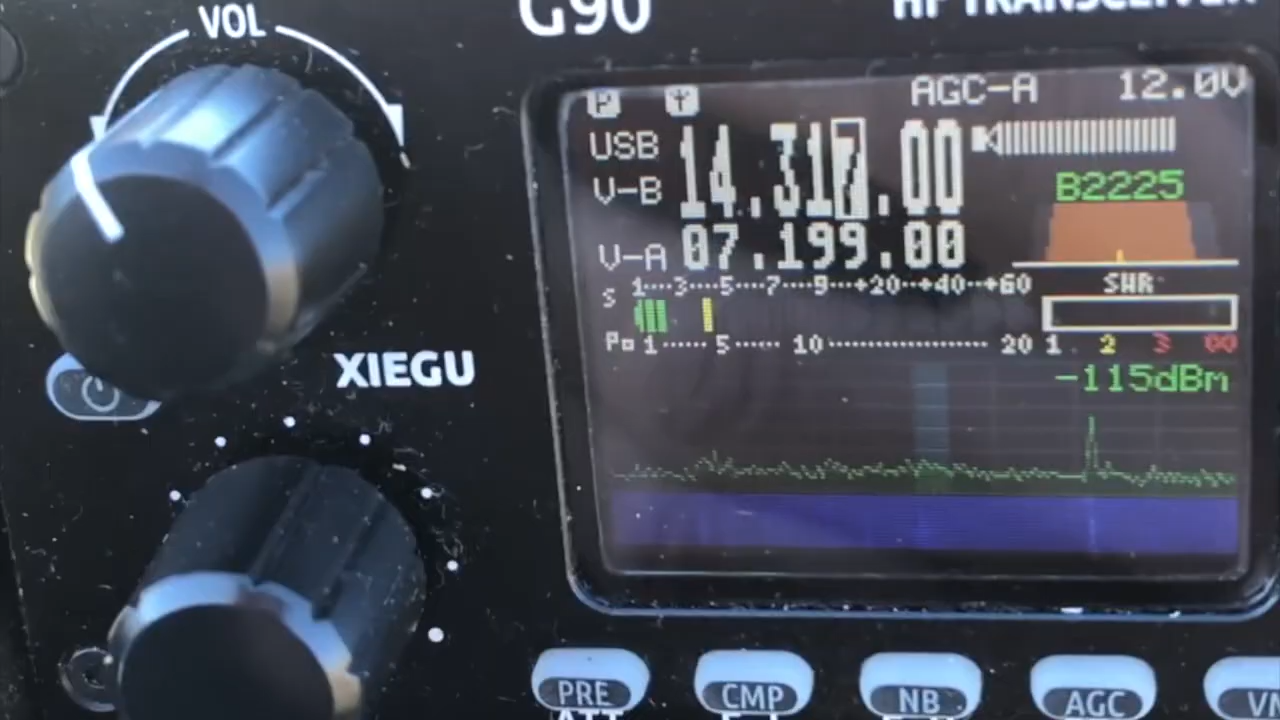 VOL
G90
HF TRANSCEIVER
P T AGC-A 12.0V
USB 14.317.00
V-B B2225
V-A 07.199.00
S 1 3 5 7 9 +20 +40 +60 SWR
Po 1 5 10 20 1 2 3 00
-115dBm
XIEGU
PRE CMP NB AGC